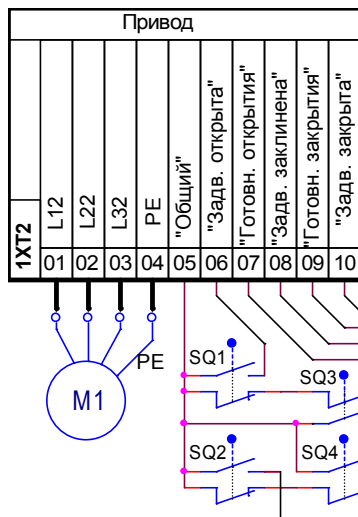 Привод
1XT2
L12
L22
L32
PE
"Общий"
"Задв. открыта"
"Готовн. открытия"
"Задв. заклинена"
"Готовн. закрытия"
"Задв. закрыта"
01
02
03
04
05
06
07
08
09
10
SQ1
PE
SQ3
M1
SQ2
SQ4